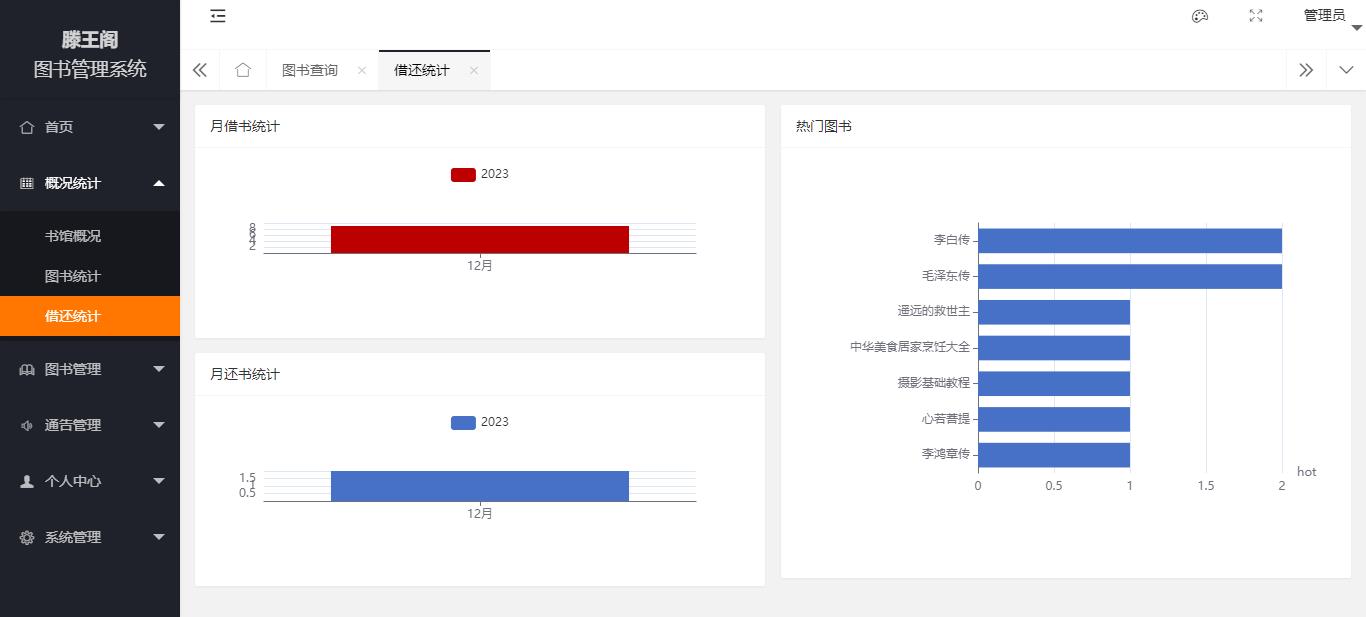 滕王阁
图书管理系统
首页
概况统计
书馆概况
图书统计
借还统计
图书管理
通告管理
个人中心
系统管理
管理员
图书查询
借还统计
月借书统计
2023
8
6
4
2
12月
月还书统计
2023
1.5
1
0.5
12月
热门图书
李白传
毛泽东传
遥远的救世主
中华美食居家烹饪大全
摄影基础教程
心若菩提
李鸿章传
hot
0 0.5 1 1.5 2